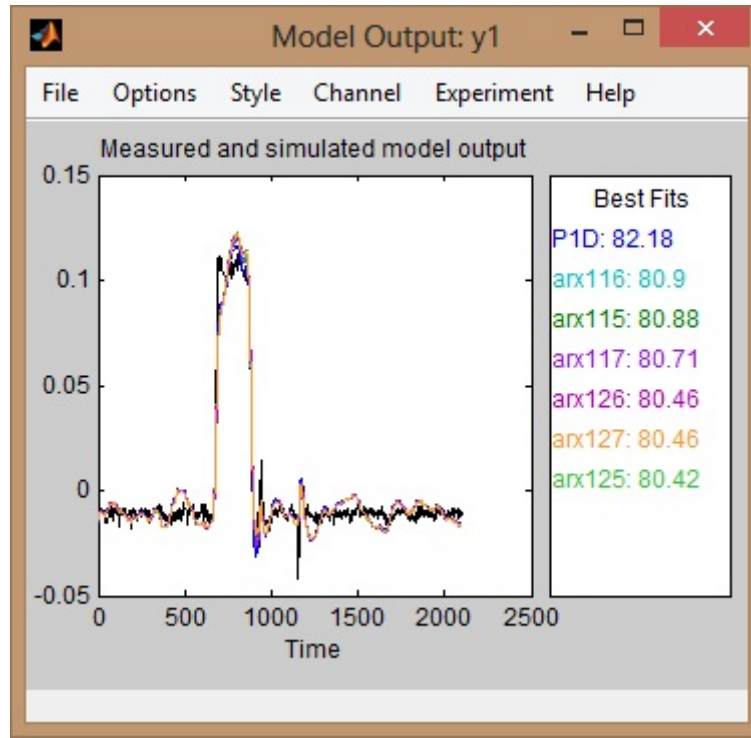 Model Output: y1
File Options Style Channel Experiment Help
Measured and simulated model output
0.15
0.1
0.05
0
-0.05
0 500 1000 1500 2000 2500
Time
Best Fits
P1D: 82.18
arx116: 80.9
arx115: 80.88
arx117: 80.71
arx126: 80.46
arx127: 80.46
arx125: 80.42